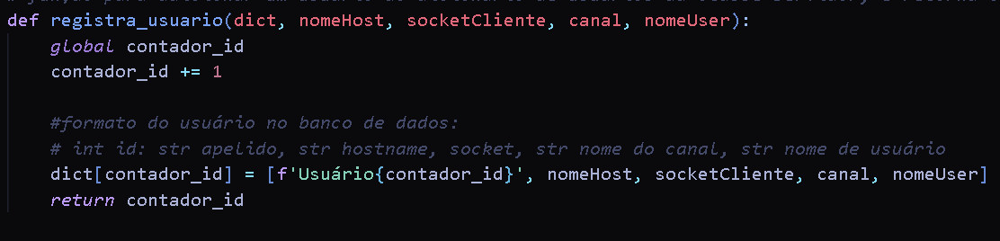 def registra_usuario(dict, nomeHost, socketCliente, canal, nomeUser):
    global contador_id
    contador_id += 1
    #formato do usuário no banco de dados:
    # int id: str apelido, str hostname, socket, str nome do canal, str nome de usuário
    dict[contador_id] = [f'Usuário{contador_id}', nomeHost, socketCliente, canal, nomeUser]
    return contador_id